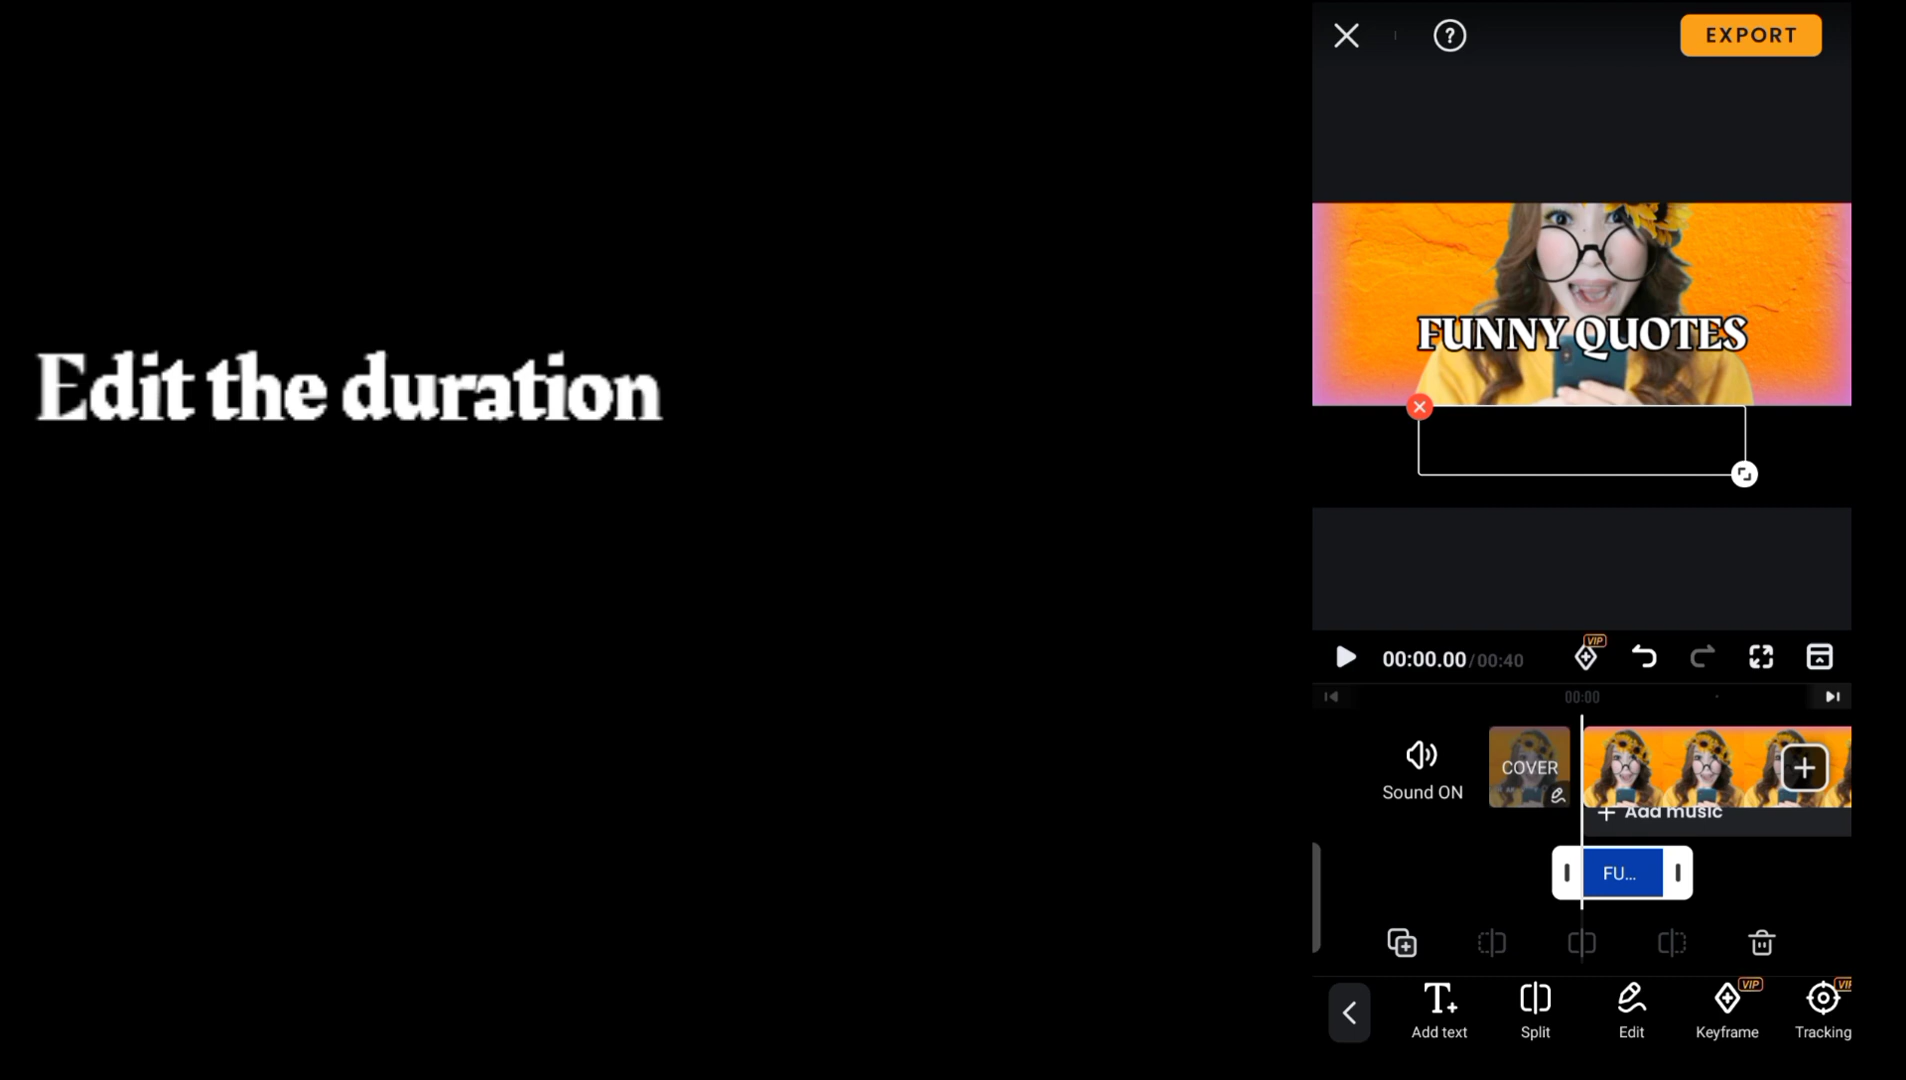 Edit the duration
EXPORT
FUNNY QUOTES
VIP
00:00.00/00:40
00:00
Sound ON
COVER
+ Add music
FU...
VIP
Add text
Split
Edit
Keyframe
Tracking